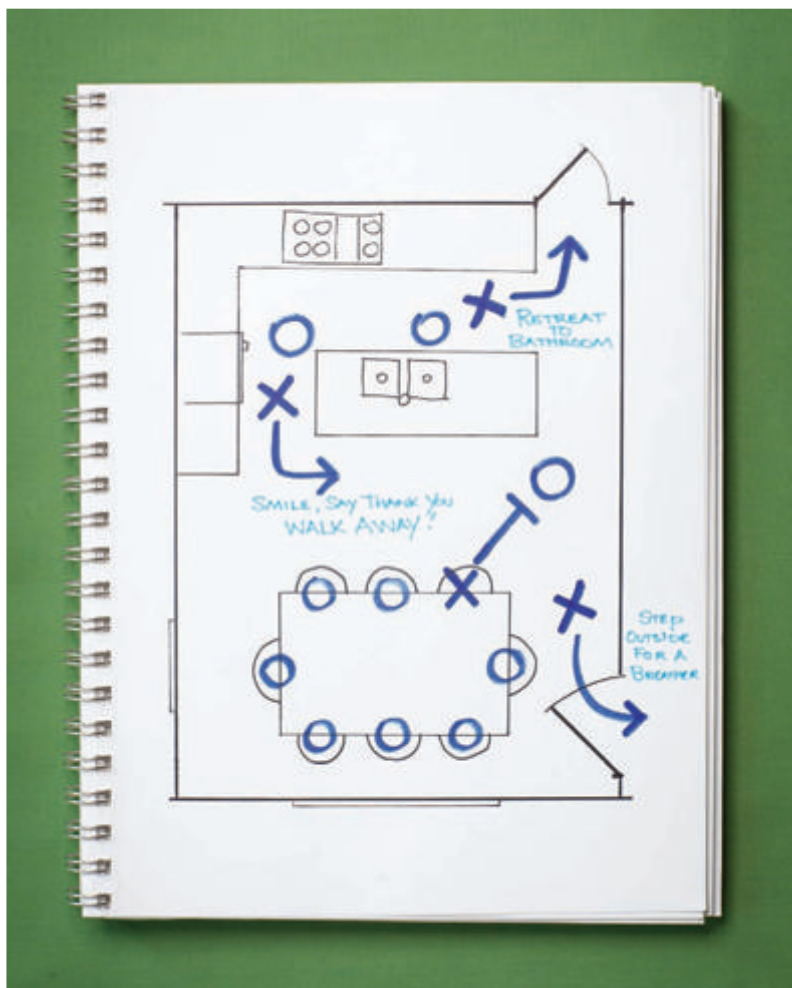 RETREAT
TO
BATHROOM
SMILE, SAY THANK YOU
WALK AWAY!
STEP
OUTSIDE
FOR A
BREATHER